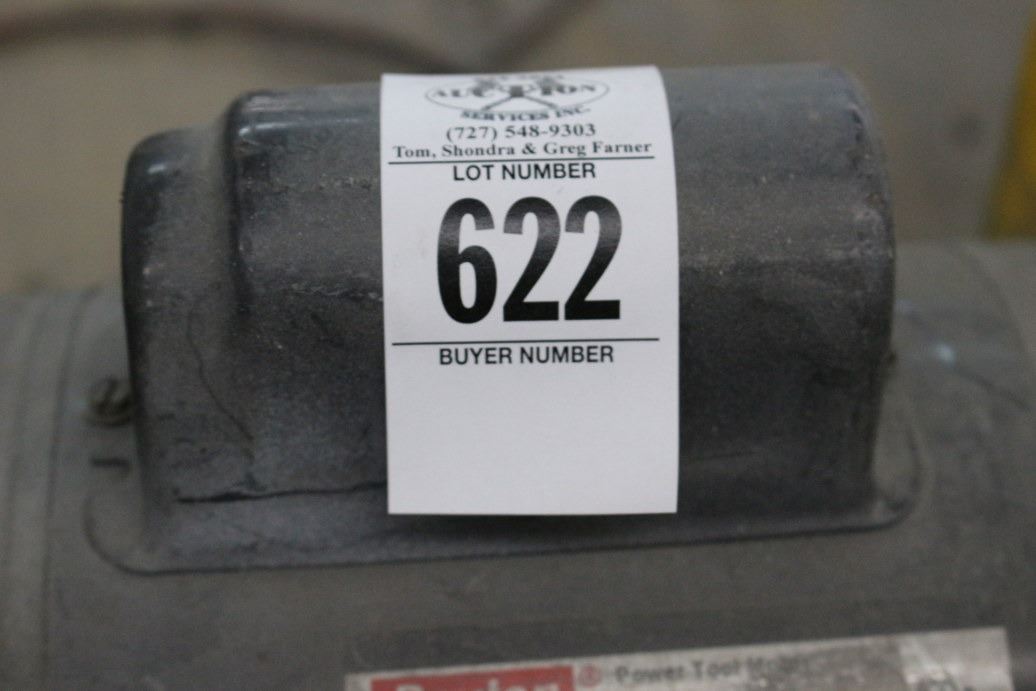 AUCTION
SERVICES INC.
(727) 548-9303
Tom, Shondra & Greg Farner
LOT NUMBER
622
BUYER NUMBER
® Power Tool